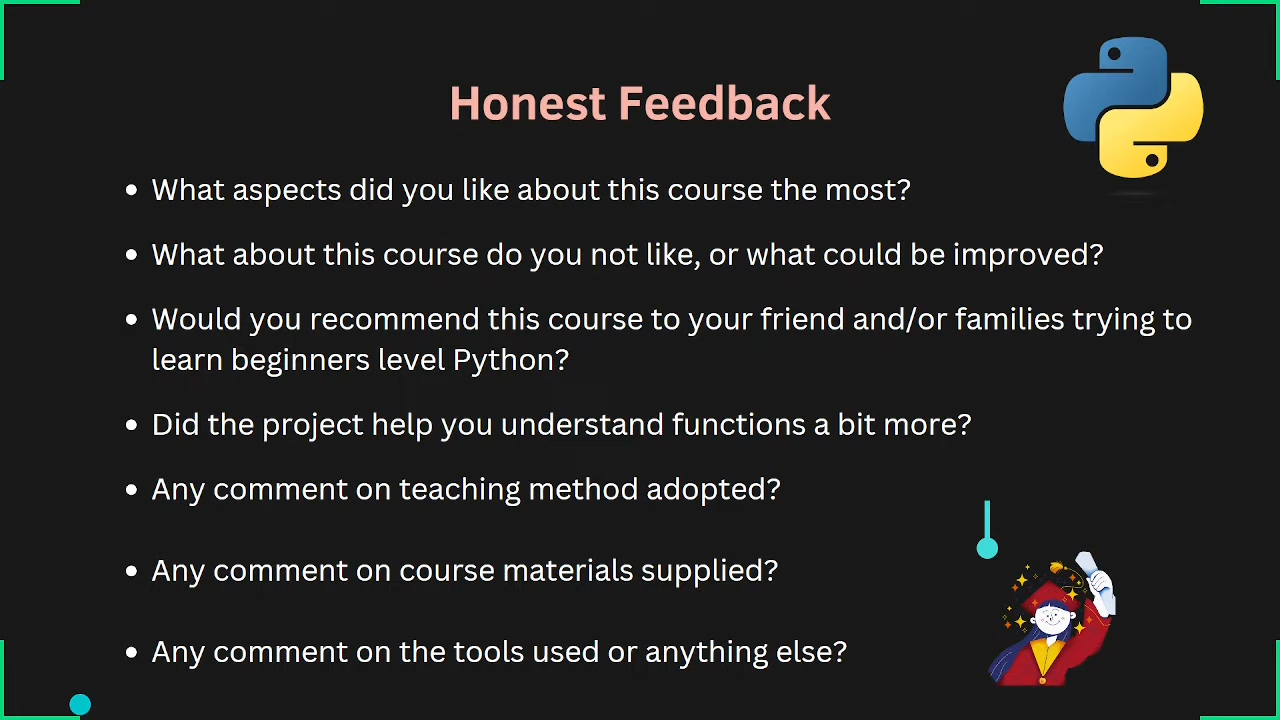 Honest Feedback
• What aspects did you like about this course the most?
• What about this course do you not like, or what could be improved?
• Would you recommend this course to your friend and/or families trying to
learn beginners level Python?
• Did the project help you understand functions a bit more?
• Any comment on teaching method adopted?
• Any comment on course materials supplied?
• Any comment on the tools used or anything else?